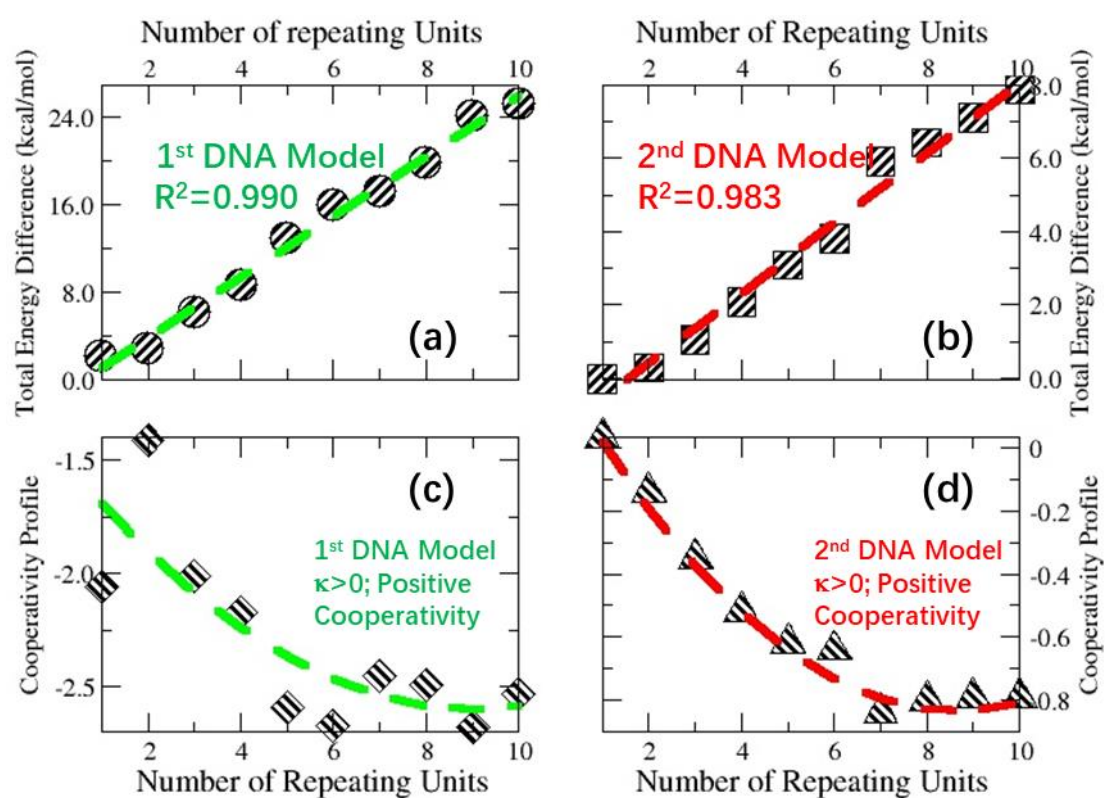 Number of repeating Units
2 4 6 8 10
24.0
16.0
8.0
0.0
Total Energy Difference (kcal/mol)
1st DNA Model
R²=0.990
(a)
Number of Repeating Units
2 4 6 8 10
8.0
6.0
4.0
2.0
0.0
Total Energy Difference (kcal/mol)
2nd DNA Model
R²=0.983
(b)
-1.5
-2.0
-2.5
Cooperativity Profile
(c)
1st DNA Model
κ>0; Positive
Cooperativity
2 4 6 8 10
Number of Repeating Units
0
-0.2
-0.4
-0.6
-0.8
Cooperativity Profile
(d)
2nd DNA Model
κ>0; Positive
Cooperativity
2 4 6 8 10
Number of Repeating Units